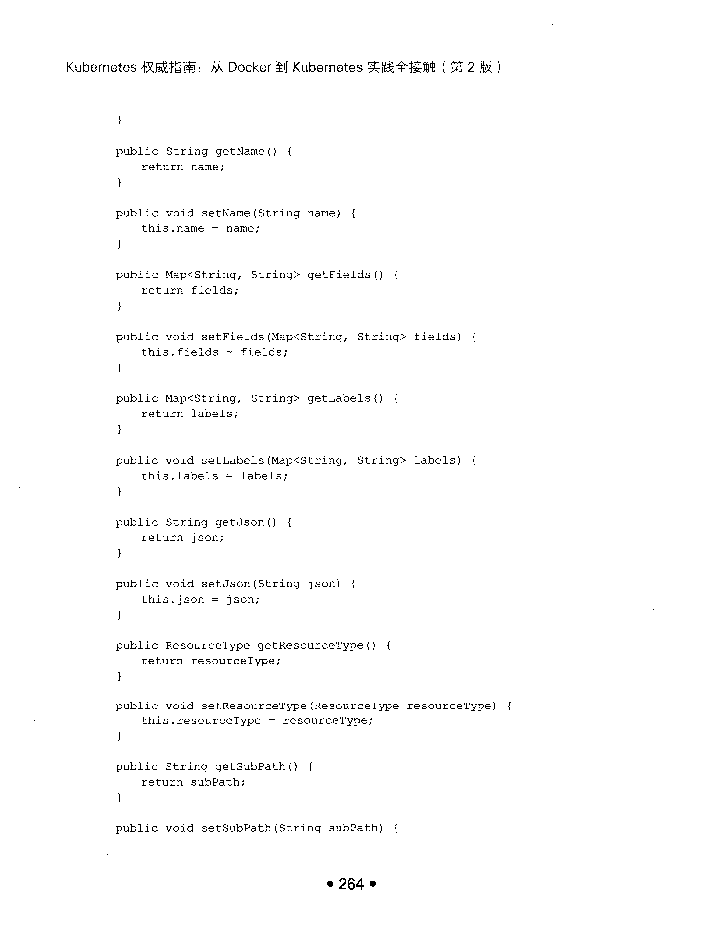 Kubernetes 权威指南：从 Docker 到 Kubernetes 实践全接触（第 2 版）
}
public String getName() {
return name;
}
public void setName(String name) {
this.name = name;
}
public Map<String, String> getFields() {
return fields;
}
public void setFields(Map<String, String> fields) {
this.fields = fields;
}
public Map<String, String> getLabels() {
return labels;
}
public void setLabels(Map<String, String> labels) {
this.labels = labels;
}
public String getJson() {
return json;
}
public void setJson(String json) {
this.json = json;
}
public ResourceType getResourceType() {
return resourceType;
}
public void setResourceType(ResourceType resourceType) {
this.resourceType = resourceType;
}
public String getSubPath() {
return subPath;
}
public void setSubPath(String subPath) {
• 264 •